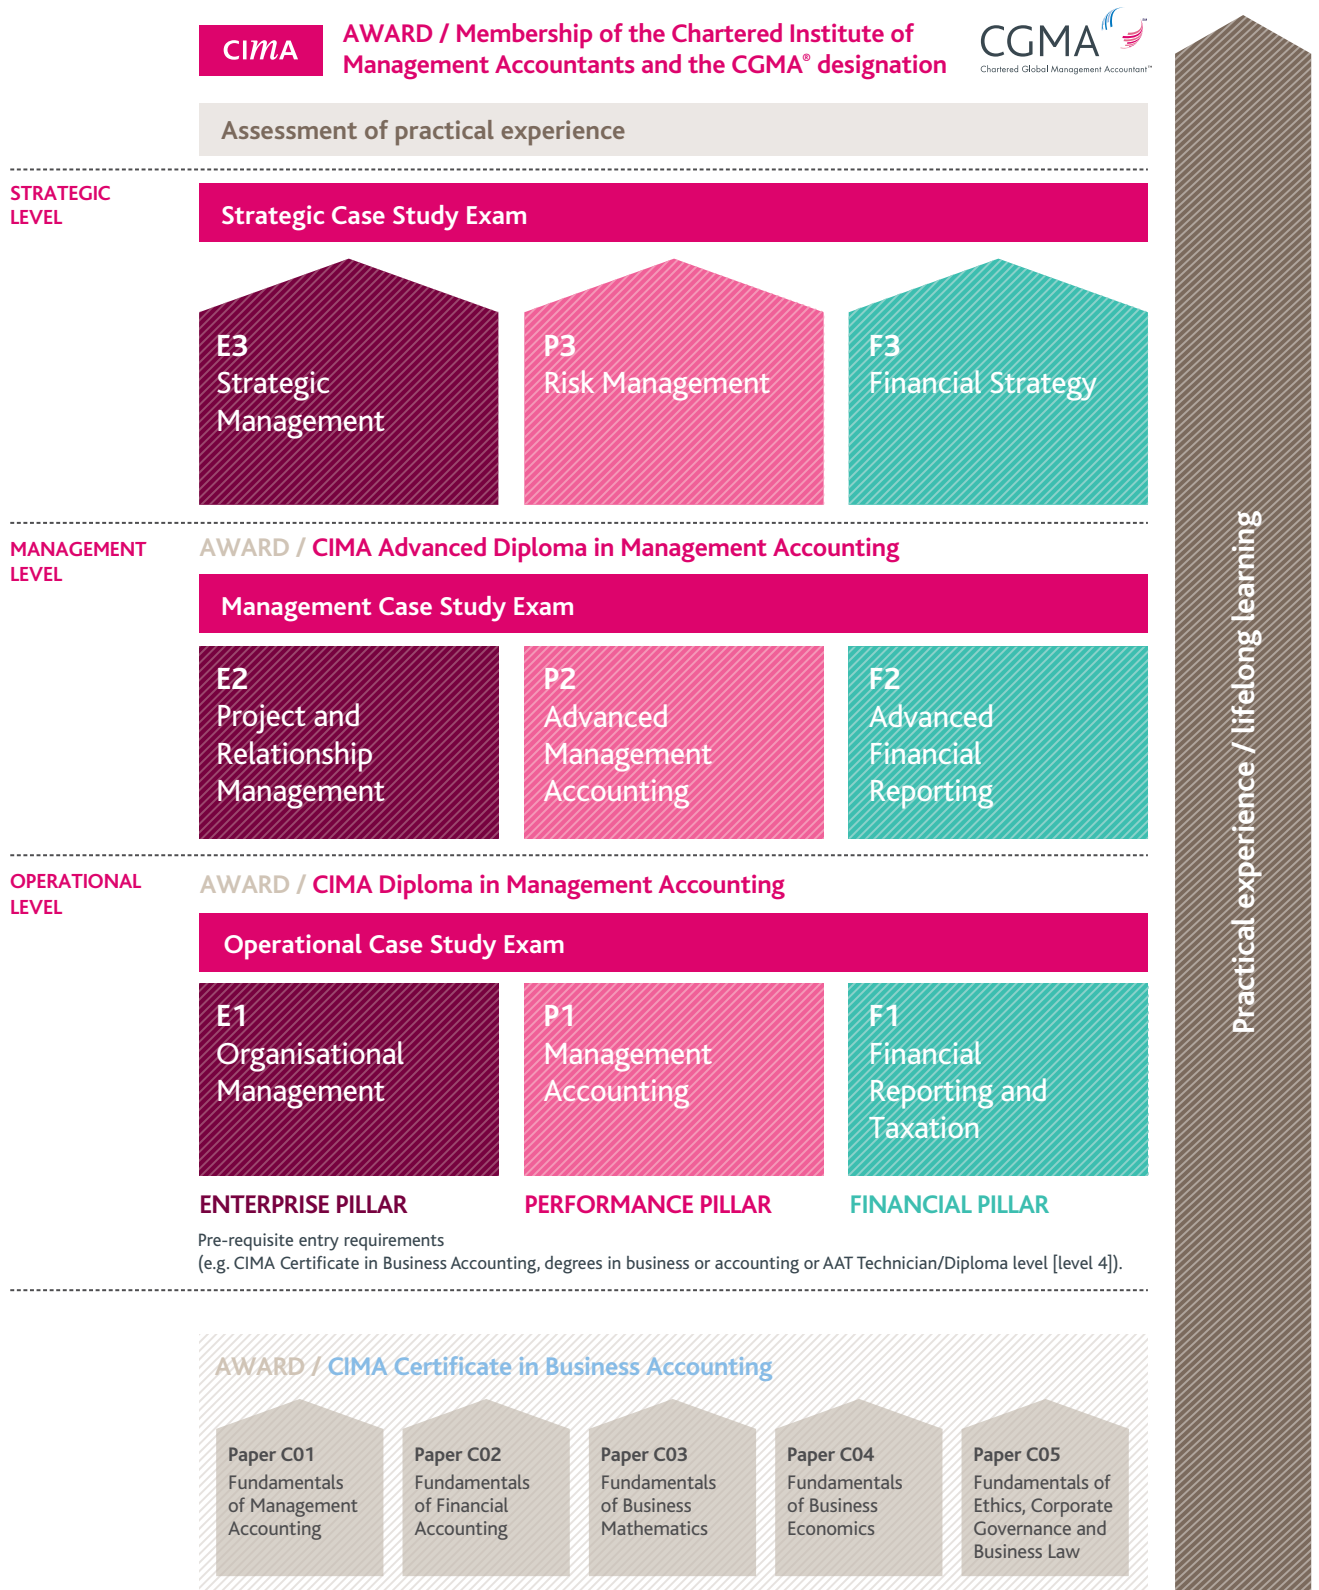 CIMA
AWARD / Membership of the Chartered Institute of
Management Accountants and the CGMA® designation
CGMA™
Chartered Global Management Accountant™
Assessment of practical experience
STRATEGIC
LEVEL
Strategic Case Study Exam
E3
Strategic
Management
P3
Risk Management
F3
Financial Strategy
MANAGEMENT
LEVEL
AWARD / CIMA Advanced Diploma in Management Accounting
Management Case Study Exam
E2
Project and
Relationship
Management
P2
Advanced
Management
Accounting
F2
Advanced
Financial
Reporting
OPERATIONAL
LEVEL
AWARD / CIMA Diploma in Management Accounting
Operational Case Study Exam
E1
Organisational
Management
P1
Management
Accounting
F1
Financial
Reporting and
Taxation
ENTERPRISE PILLAR
PERFORMANCE PILLAR
FINANCIAL PILLAR
Pre-requisite entry requirements
(e.g. CIMA Certificate in Business Accounting, degrees in business or accounting or AAT Technician/Diploma level [level 4]).
AWARD / CIMA Certificate in Business Accounting
Paper C01
Fundamentals
of Management
Accounting
Paper C02
Fundamentals
of Financial
Accounting
Paper C03
Fundamentals
of Business
Mathematics
Paper C04
Fundamentals
of Business
Economics
Paper C05
Fundamentals of
Ethics, Corporate
Governance and
Business Law
Practical experience / lifelong learning